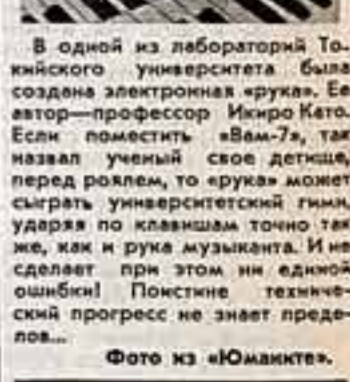 В одной из лабораторий То-
кийского университета была
создана электронная «рука». Ее
автор—профессор Икиро Като.
Если поместить «Вам-7», так
назвал ученый свое детище,
перед роялем, то «рука» может
сыграть университетский гимн,
ударяя по клавишам точно так
же, как и рука музыканта. И не
сделает при этом ни единой
ошибки! Поистине техниче-
ский прогресс не знает преде-
лов...
Фото из «Юманите».